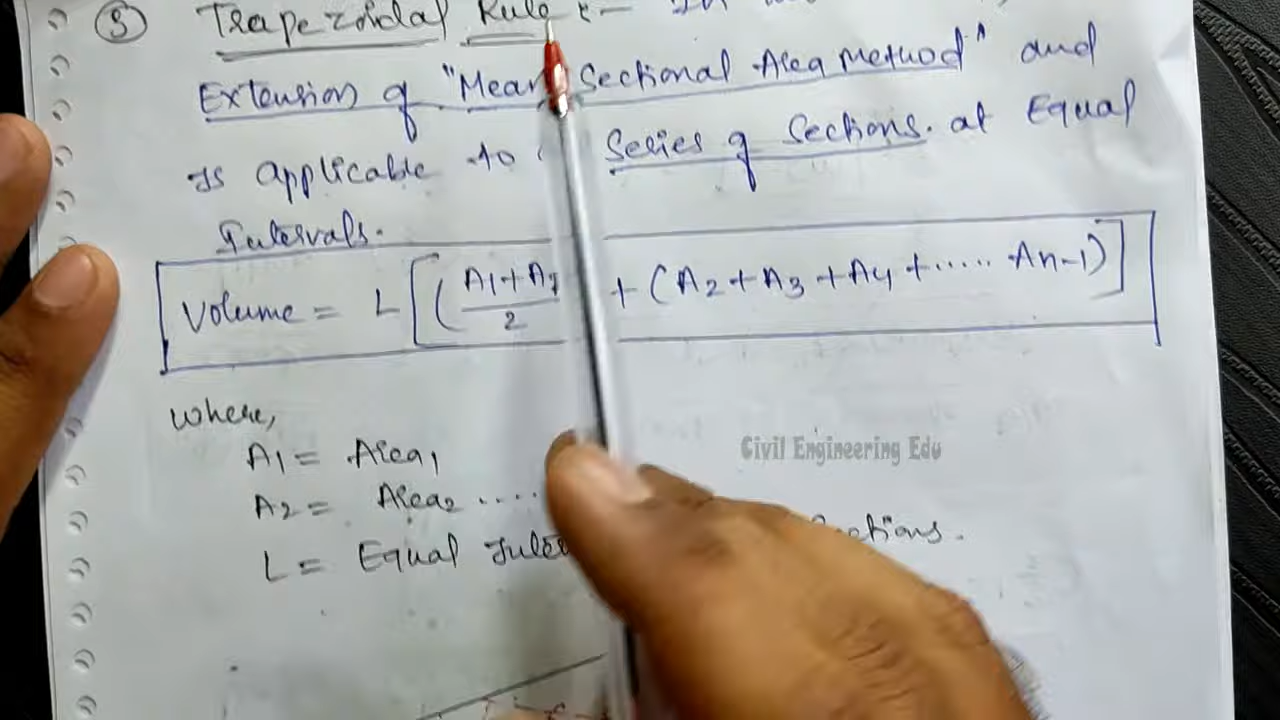 ③ Trapezoidal Rule :-
Extension of "Mean Sectional Area Method" and
Is applicable to Series of Sections. at Equal
Intervals.
Volume = L [(A1+A / 2 + (A2+A3+A4+..... An-1)]
where,
A1 = Area1
A2 = Area2 ....
L = Equal
Civil Engineering Edu